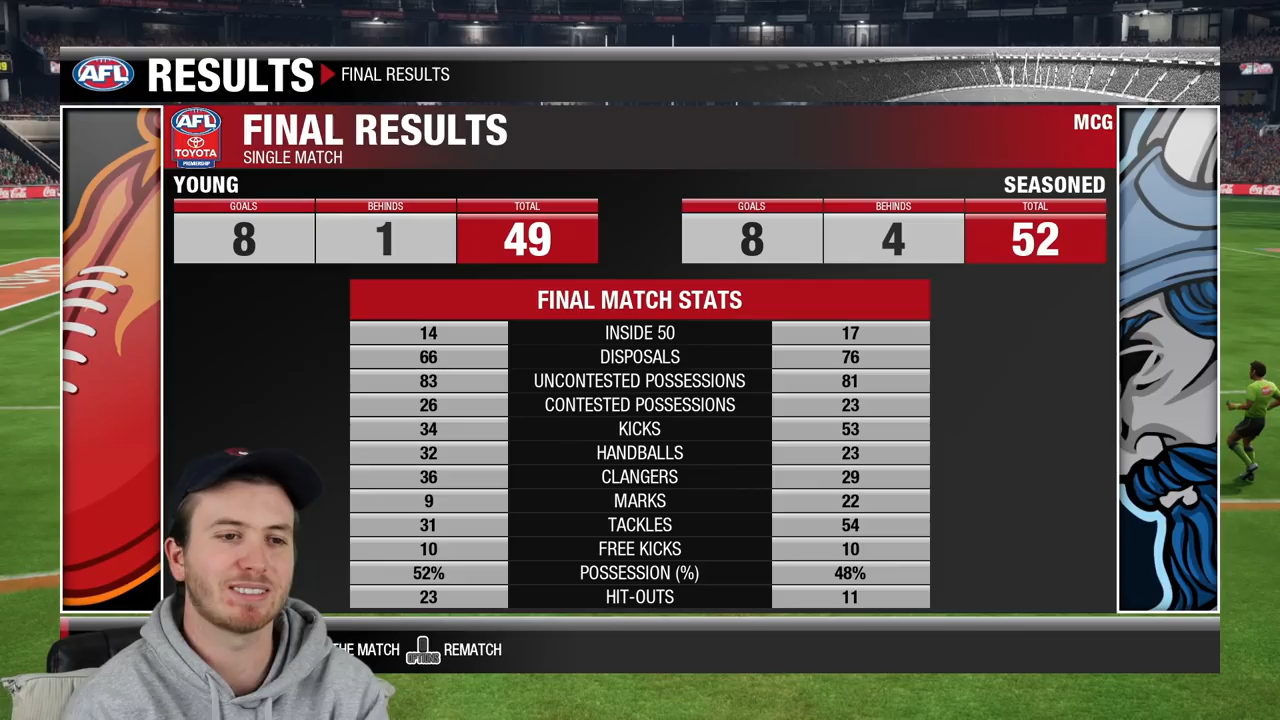 AFL RESULTS FINAL RESULTS
AFL
TOYOTA
PREMIERSHIP
FINAL RESULTS
SINGLE MATCH
MCG
YOUNG
SEASONED
GOALS BEHINDS TOTAL
8 1 49
GOALS BEHINDS TOTAL
8 4 52
FINAL MATCH STATS
14 INSIDE 50 17
66 DISPOSALS 76
83 UNCONTESTED POSSESSIONS 81
26 CONTESTED POSSESSIONS 23
34 KICKS 53
32 HANDBALLS 23
36 CLANGERS 29
9 MARKS 22
31 TACKLES 54
10 FREE KICKS 10
52% POSSESSION (%) 48%
23 HIT-OUTS 11
THE MATCH OPTIONS REMATCH